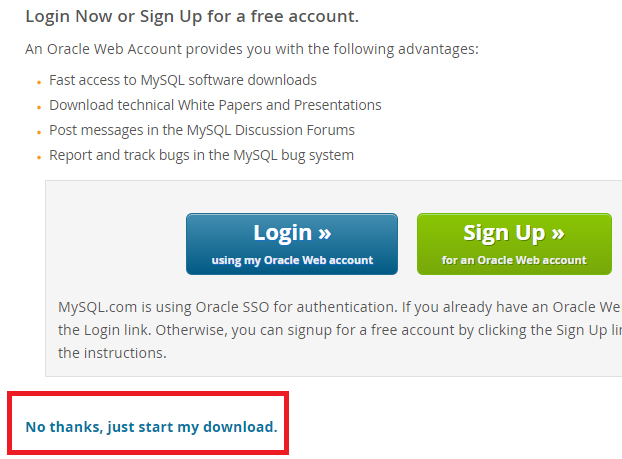 Login Now or Sign Up for a free account.
An Oracle Web Account provides you with the following advantages:
Fast access to MySQL software downloads
Download technical White Papers and Presentations
Post messages in the MySQL Discussion Forums
Report and track bugs in the MySQL bug system
Login » Sign Up »
using my Oracle Web account for an Oracle Web account
MySQL.com is using Oracle SSO for authentication. If you already have an Oracle We
the Login link. Otherwise, you can signup for a free account by clicking the Sign Up li
the instructions.
No thanks, just start my download.